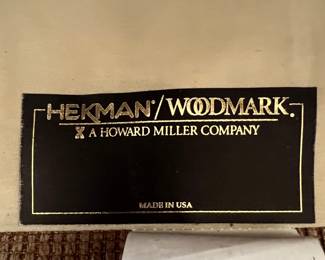 HEKMAN®/WOODMARK®
A HOWARD MILLER COMPANY
MADE IN USA